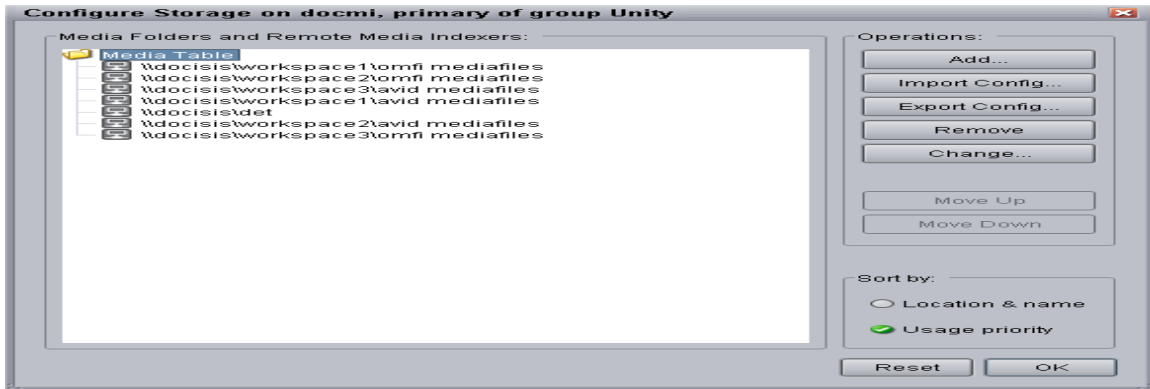 Configure Storage on docmi, primary of group Unity
Media Folders and Remote Media Indexers:
Media Table
\\docisis\workspace1\omfi mediafiles
\\docisis\workspace2\omfi mediafiles
\\docisis\workspace3\avid mediafiles
\\docisis\workspace1\avid mediafiles
\\docisis\det
\\docisis\workspace2\avid mediafiles
\\docisis\workspace3\omfi mediafiles
Operations:
Add...
Import Config...
Export Config...
Remove
Change...
Move Up
Move Down
Sort by:
Location & name
Usage priority
Reset
OK